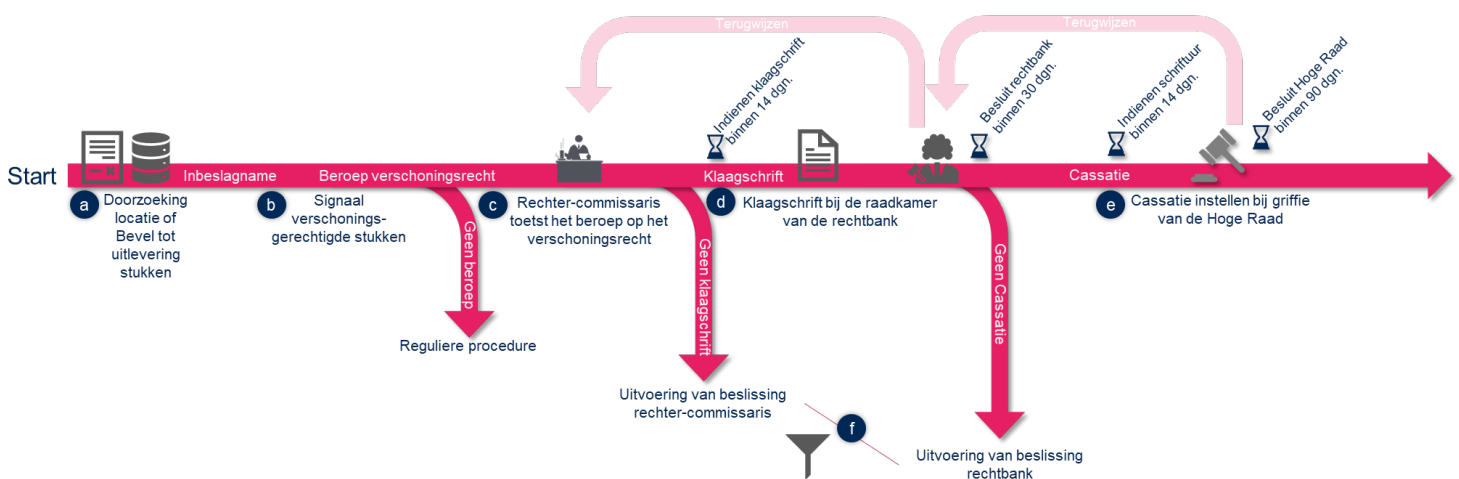 Terugwijzen
Terugwijzen
Indienen klaagschrift
binnen 14 dgn.
Besluit rechtbank
binnen 30 dgn.
Indienen schriftuur
binnen 14 dgn.
Besluit Hoge Raad
binnen 90 dgn.
Start
Inbeslagname
Beroep verschoningsrecht
Klaagschrift
Cassatie
a
Doorzoeking
locatie of
Bevel tot
uitlevering
stukken
b
Signaal
verschonings-
gerechtigde stukken
c
Rechter-commissaris
toetst het beroep op het
verschoningsrecht
d
Klaagschrift bij de raadkamer
van de rechtbank
e
Cassatie instellen bij griffie
van de Hoge Raad
Geen beroep
Geen klaagschrift
Geen Cassatie
Reguliere procedure
Uitvoering van beslissing
rechter-commissaris
f
Uitvoering van beslissing
rechtbank